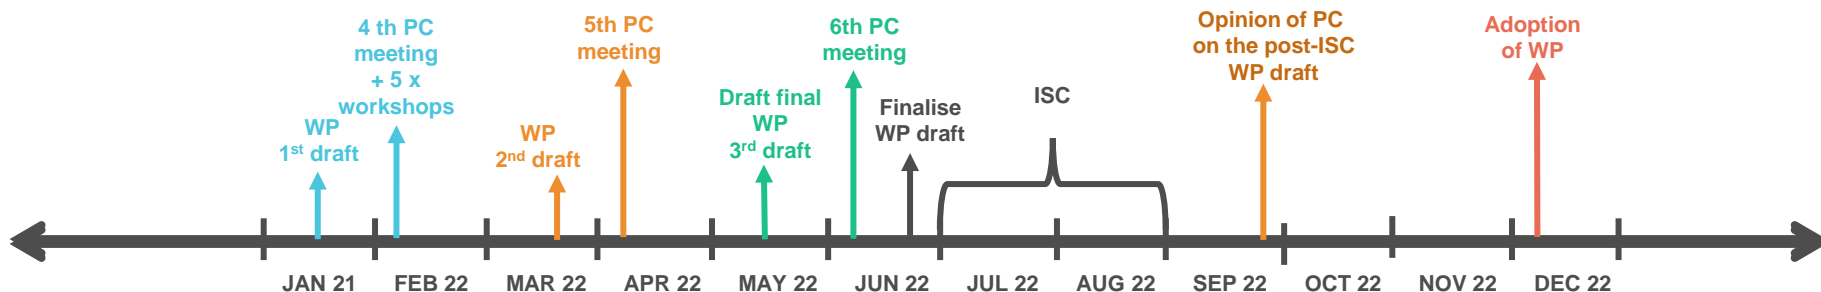 WP
1st draft
4 th PC
meeting
+ 5 x
workshops
WP
2nd draft
5th PC
meeting
Draft final
WP
3rd draft
6th PC
meeting
Finalise
WP draft
ISC
Opinion of PC
on the post-ISC
WP draft
Adoption
of WP
JAN 21
FEB 22
MAR 22
APR 22
MAY 22
JUN 22
JUL 22
AUG 22
SEP 22
OCT 22
NOV 22
DEC 22